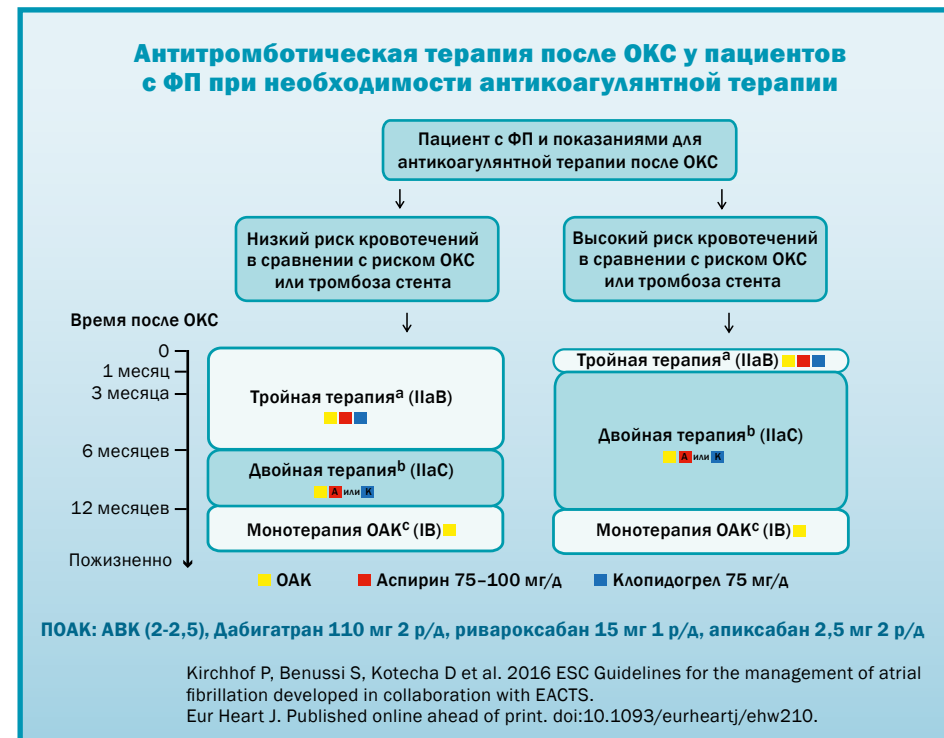 Антитромботическая терапия после ОКС у пациентов
с ФП при необходимости антикоагулянтной терапии
Пациент с ФП и показаниями для
антикоагулянтной терапии после ОКС
Низкий риск кровотечений
в сравнении с риском ОКС
или тромбоза стента
Высокий риск кровотечений
в сравнении с риском ОКС
или тромбоза стента
Время после ОКС
0
1 месяц
3 месяца
6 месяцев
12 месяцев
Пожизненно
Тройная терапияᵃ (IIaB)
Двойная терапияᵇ (IIaC)
А или К
Монотерапия ОАКᶜ (IB)
Тройная терапияᵃ (IIaB)
Двойная терапияᵇ (IIaC)
А или К
Монотерапия ОАКᶜ (IB)
ОАК Аспирин 75–100 мг/д Клопидогрел 75 мг/д
ПОАК: АВК (2-2,5), Дабигатран 110 мг 2 р/д, ривароксабан 15 мг 1 р/д, апиксабан 2,5 мг 2 р/д
Kirchhof P, Benussi S, Kotecha D et al. 2016 ESC Guidelines for the management of atrial
fibrillation developed in collaboration with EACTS.
Eur Heart J. Published online ahead of print. doi:10.1093/eurheartj/ehw210.